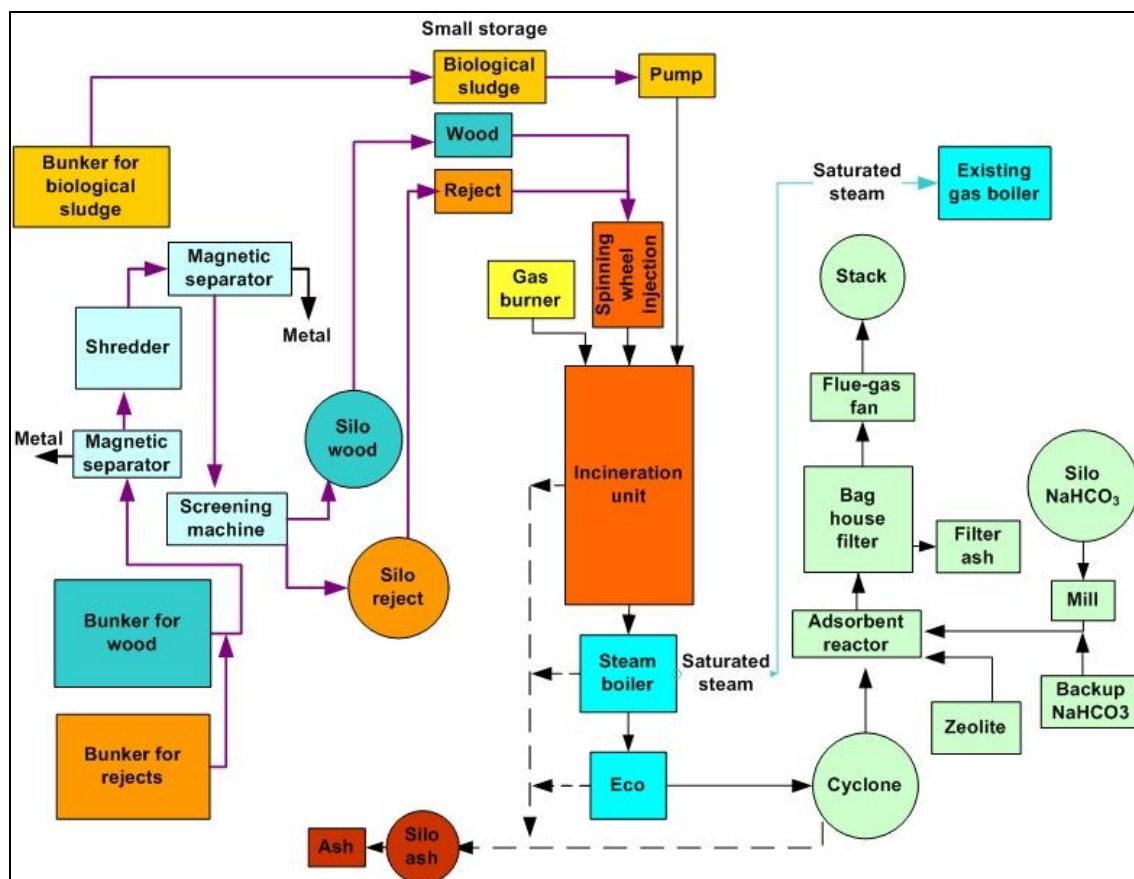 Small storage
Biological
sludge
Pump
Wood
Bunker for
biological
sludge
Reject
Saturated
steam
Existing
gas boiler
Magnetic
separator
Gas
burner
Spinning
wheel
injection
Stack
Metal
Shredder
Flue-gas
fan
Silo
wood
Metal
Magnetic
separator
Incineration
unit
Bag
house
filter
Silo
NaHCO₃
Screening
machine
Filter
ash
Silo
reject
Mill
Bunker for
wood
Adsorbent
reactor
Steam
boiler
Saturated
steam
Backup
NaHCO3
Zeolite
Bunker for
rejects
Eco
Cyclone
Ash
Silo
ash